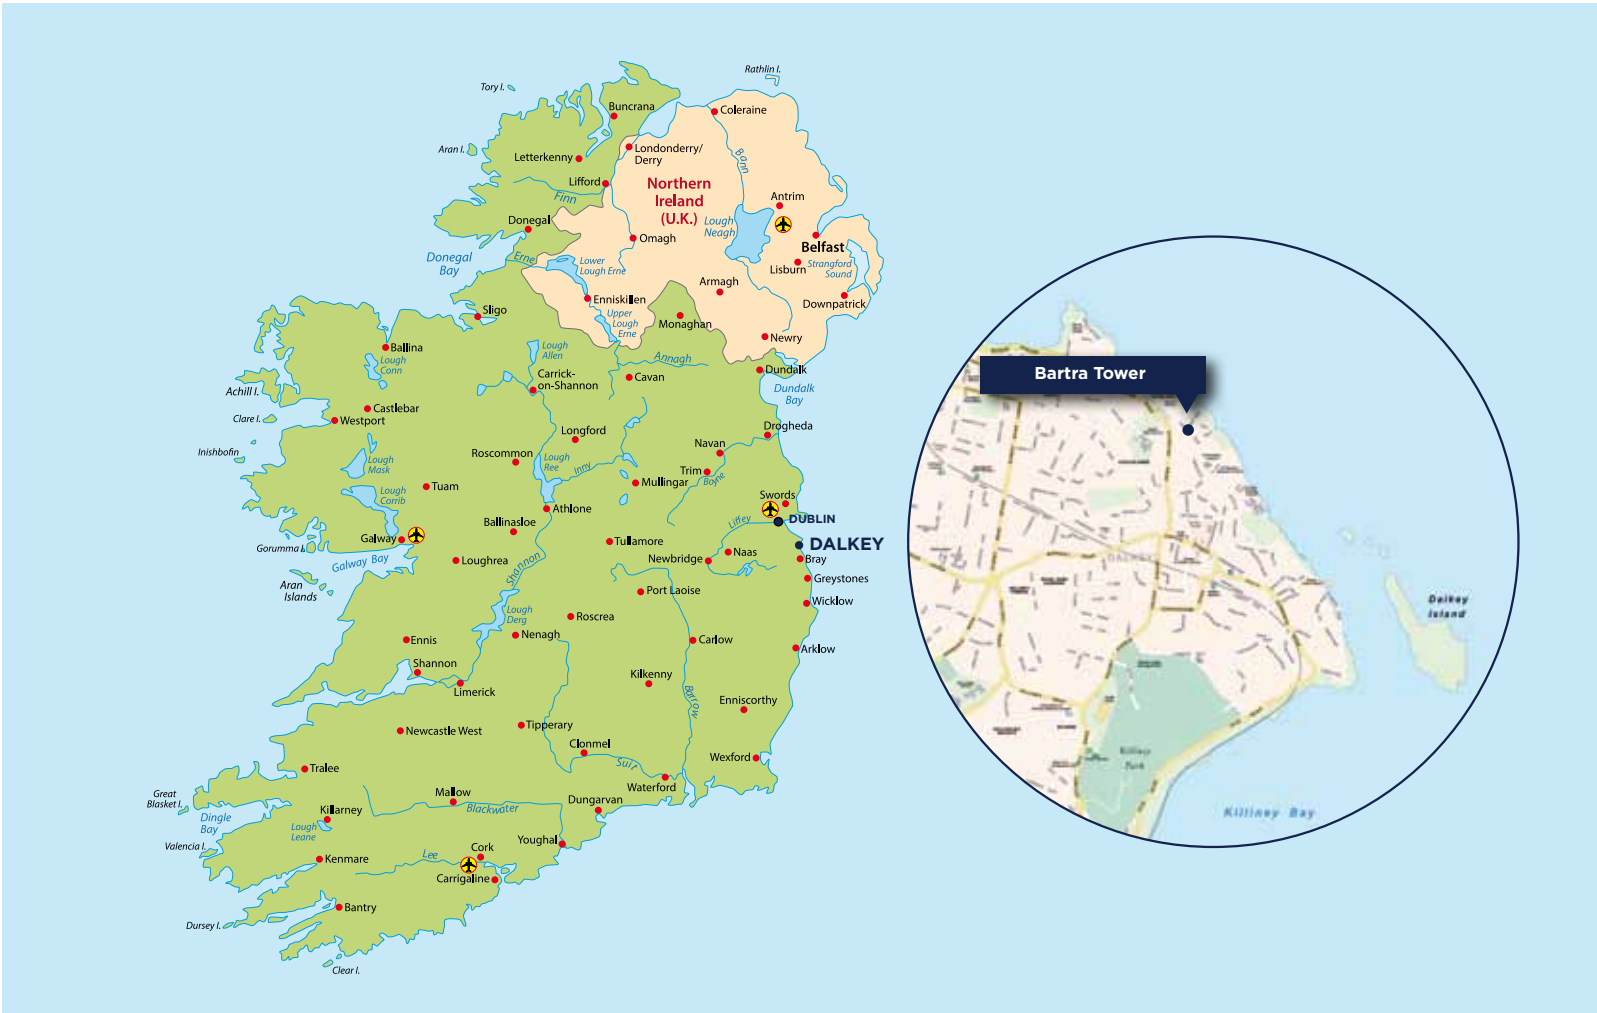 Rathlin I.
Tory I.
Buncrana
Coleraine
Aran I.
Londonderry/
Derry
Letterkenny
Bann
Lifford
Finn
Northern
Ireland
(U.K.)
Antrim
Donegal
Lough
Neagh
Omagh
Belfast
Donegal
Bay
Erne
Lower
Lough Erne
Lisburn
Strangford
Sound
Armagh
Enniskillen
Downpatrick
Sligo
Upper
Lough
Erne
Monaghan
Newry
Ballina
Lough
Conn
Lough
Allen
Annagh
Dundalk
Carrick-
on-Shannon
Cavan
Dundalk
Bay
Achill I.
Castlebar
Clare I.
Westport
Drogheda
Longford
Navan
Inishbofin
Roscommon
Lough
Mask
Lough
Ree
Inny
Trim
Boyne
Mullingar
Tuam
Lough
Corrib
Swords
Athlone
Ballinasloe
Liffey
DUBLIN
Galway
Tullamore
DALKEY
Gorumma I.
Galway Bay
Loughrea
Shannon
Newbridge
Naas
Bray
Aran
Islands
Greystones
Port Laoise
Wicklow
Lough
Derg
Roscrea
Ennis
Nenagh
Carlow
Arklow
Shannon
Kilkenny
Limerick
Barrow
Enniscorthy
Newcastle West
Tipperary
Clonmel
Wexford
Suir
Tralee
Waterford
Great
Blasket I.
Mallow
Blackwater
Dungarvan
Killarney
Dingle
Bay
Lough
Leane
Valencia I.
Youghal
Cork
Kenmare
Lee
Carrigaline
Bantry
Dursey I.
Clear I.
Bartra Tower
Dalkey
Island
Killiney Bay